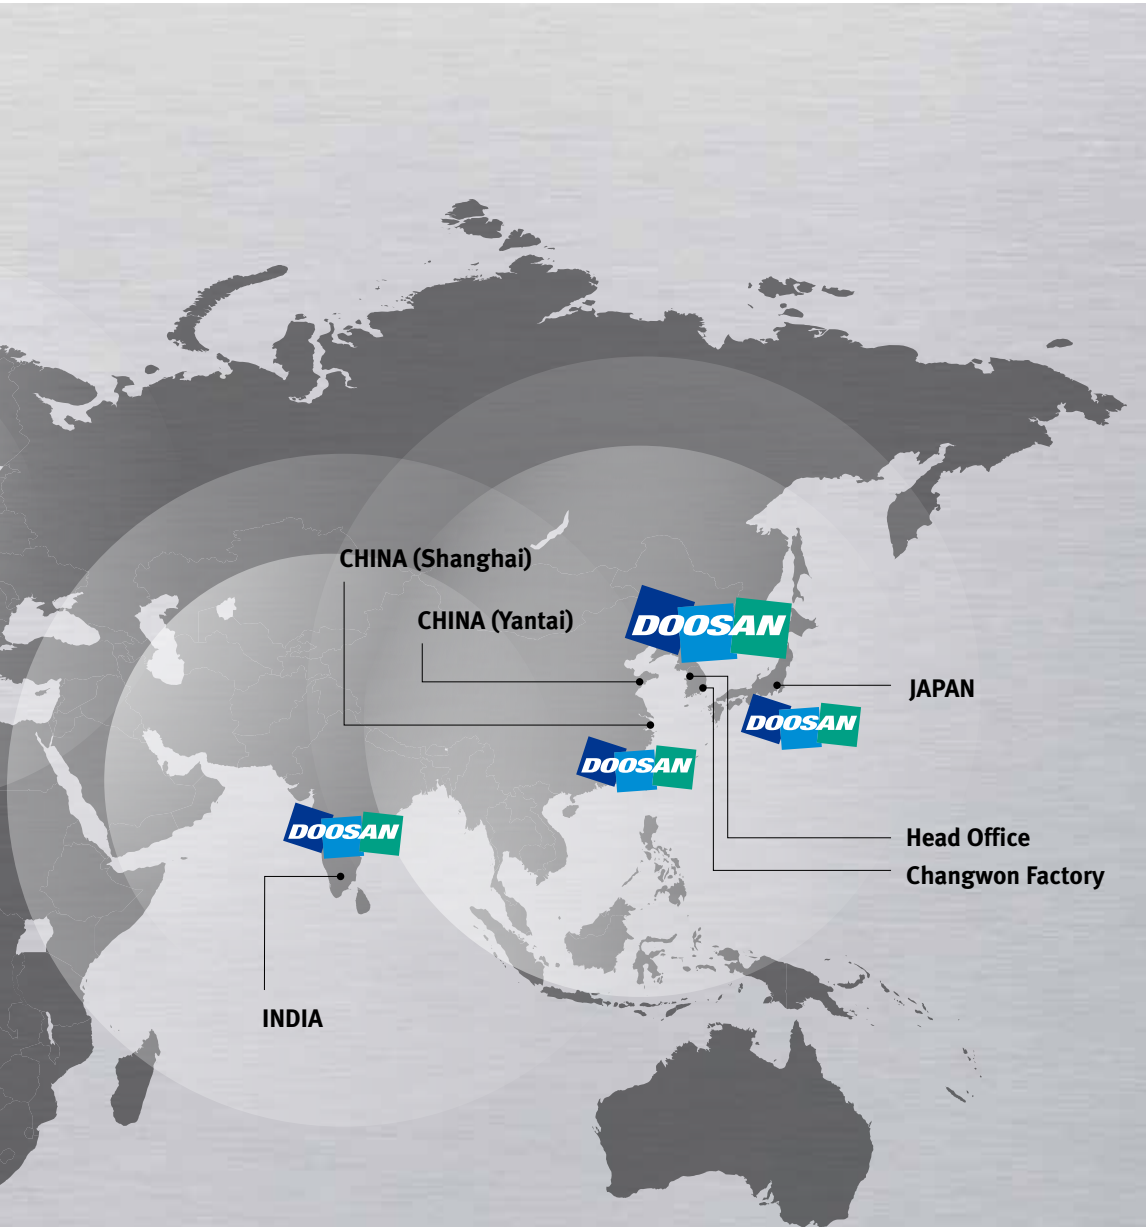 CHINA (Shanghai)
CHINA (Yantai)
DOOSAN
JAPAN
DOOSAN
DOOSAN
DOOSAN
Head Office
Changwon Factory
INDIA